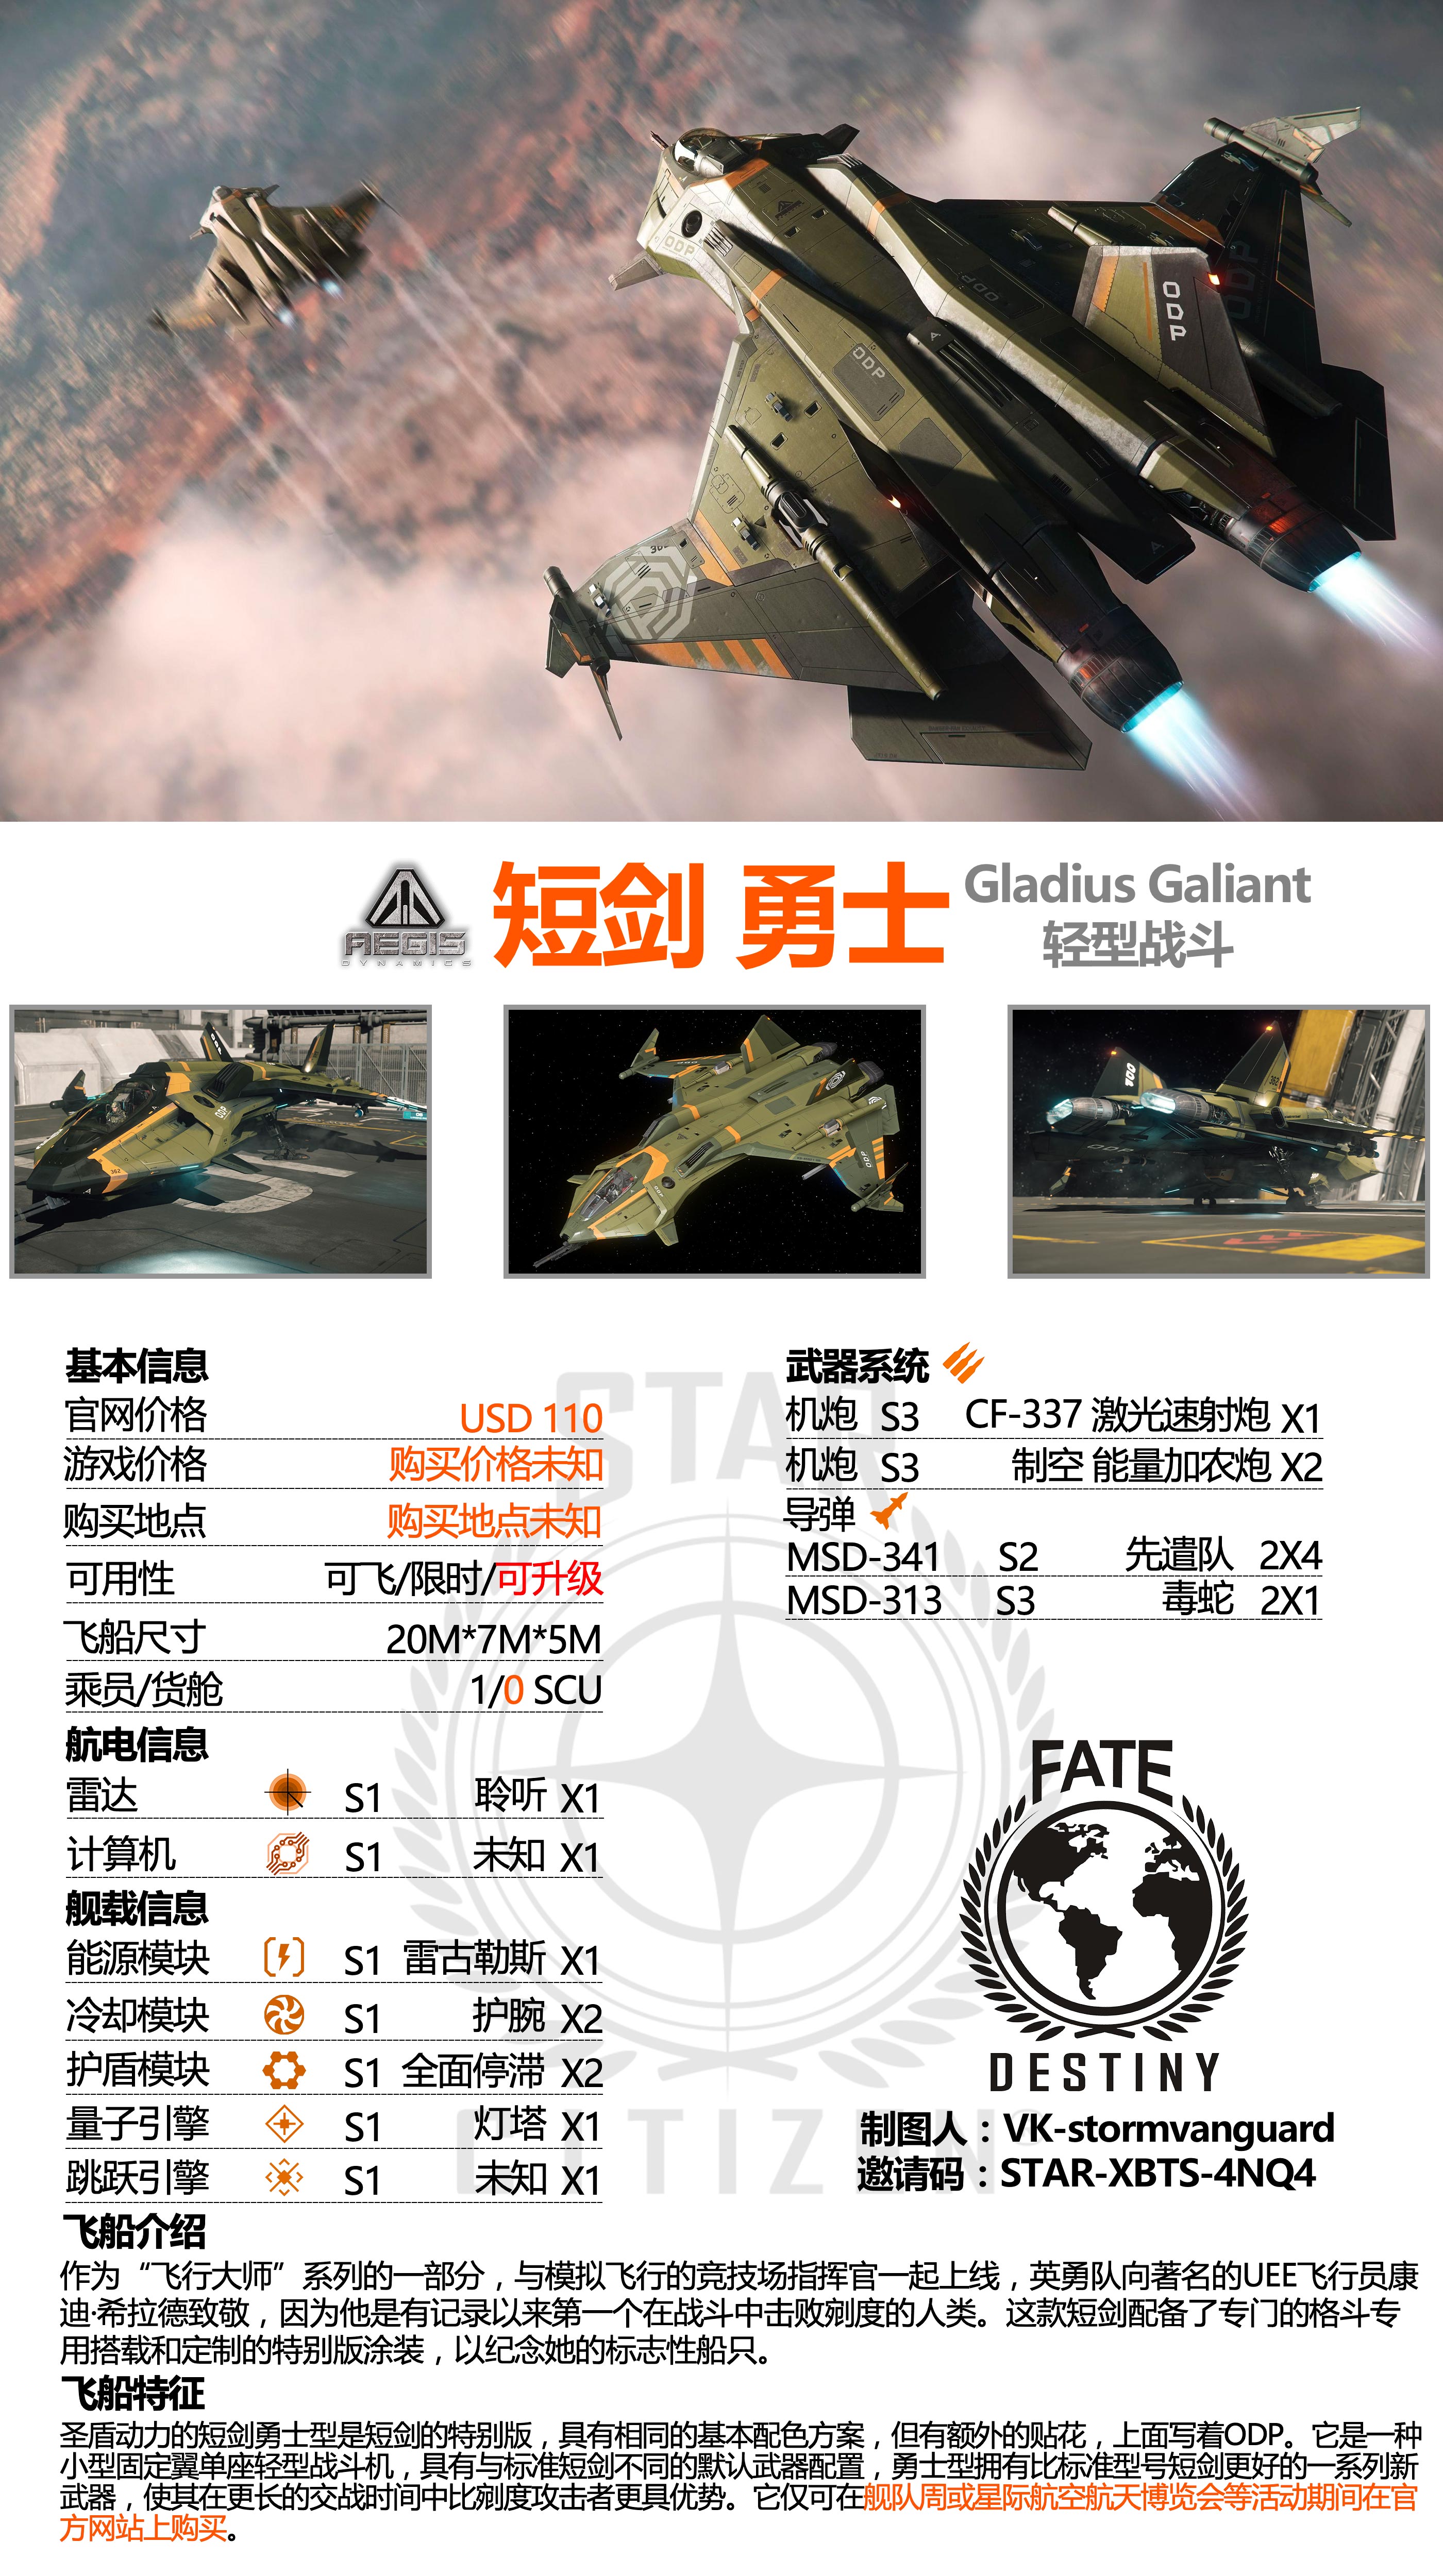 ODP
ODP
ODP
ODP
ODP
AEGIS
DYNAMICS
短剑 勇士
Gladius Galiant
轻型战斗
基本信息
官网价格 USD 110
游戏价格 购买价格未知
购买地点 购买地点未知
可用性 可飞/限时/可升级
飞船尺寸 20M*7M*5M
乘员/货舱 1/0 SCU
航电信息
雷达 S1 聆听 X1
计算机 S1 未知 X1
舰载信息
能源模块 S1 雷古勒斯 X1
冷却模块 S1 护腕 X2
护盾模块 S1 全面停滞 X2
量子引擎 S1 灯塔 X1
跳跃引擎 S1 未知 X1
武器系统
机炮 S3 CF-337 激光速射炮 X1
机炮 S3 制空 能量加农炮 X2
导弹
MSD-341 S2 先遣队 2X4
MSD-313 S3 毒蛇 2X1
STAR
CITIZEN
FATE
DESTINY
制图人：VK-stormvanguard
邀请码：STAR-XBTS-4NQ4
飞船介绍
作为“飞行大师”系列的一部分，与模拟飞行的竞技场指挥官一起上线，英勇队向著名的UEE飞行员康
迪·希拉德致敬，因为他是有记录以来第一个在战斗中击败剜度的人类。这款短剑配备了专门的格斗专
用搭载和定制的特别版涂装，以纪念她的标志性船只。
飞船特征
圣盾动力的短剑勇士型是短剑的特别版，具有相同的基本配色方案，但有额外的贴花，上面写着ODP。它是一种
小型固定翼单座轻型战斗机，具有与标准短剑不同的默认武器配置，勇士型拥有比标准型号短剑更好的一系列新
武器，使其在更长的交战时间中比剜度攻击者更具优势。它仅可在舰队周或星际航空航天博览会等活动期间在官
方网站上购买。